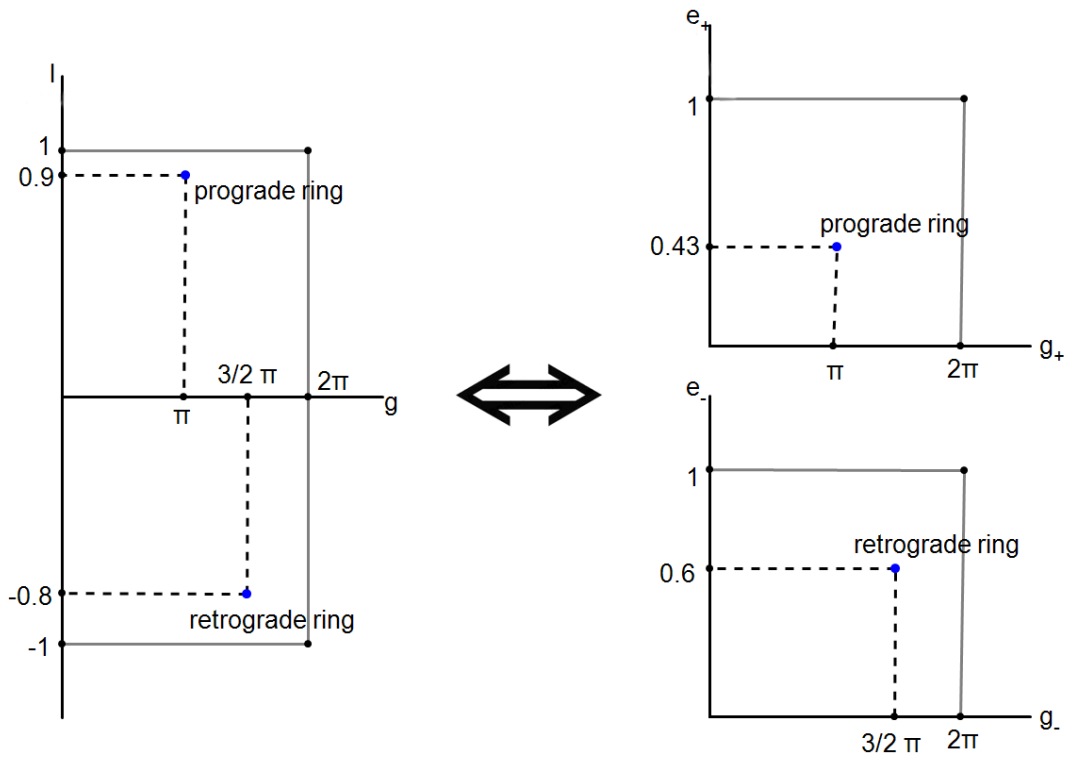 l
1
0.9
prograde ring
3/2 π
2π
g
π
-0.8
retrograde ring
-1
e+
1
prograde ring
0.43
g+
π
2π
e-
1
retrograde ring
0.6
g-
3/2 π
2π